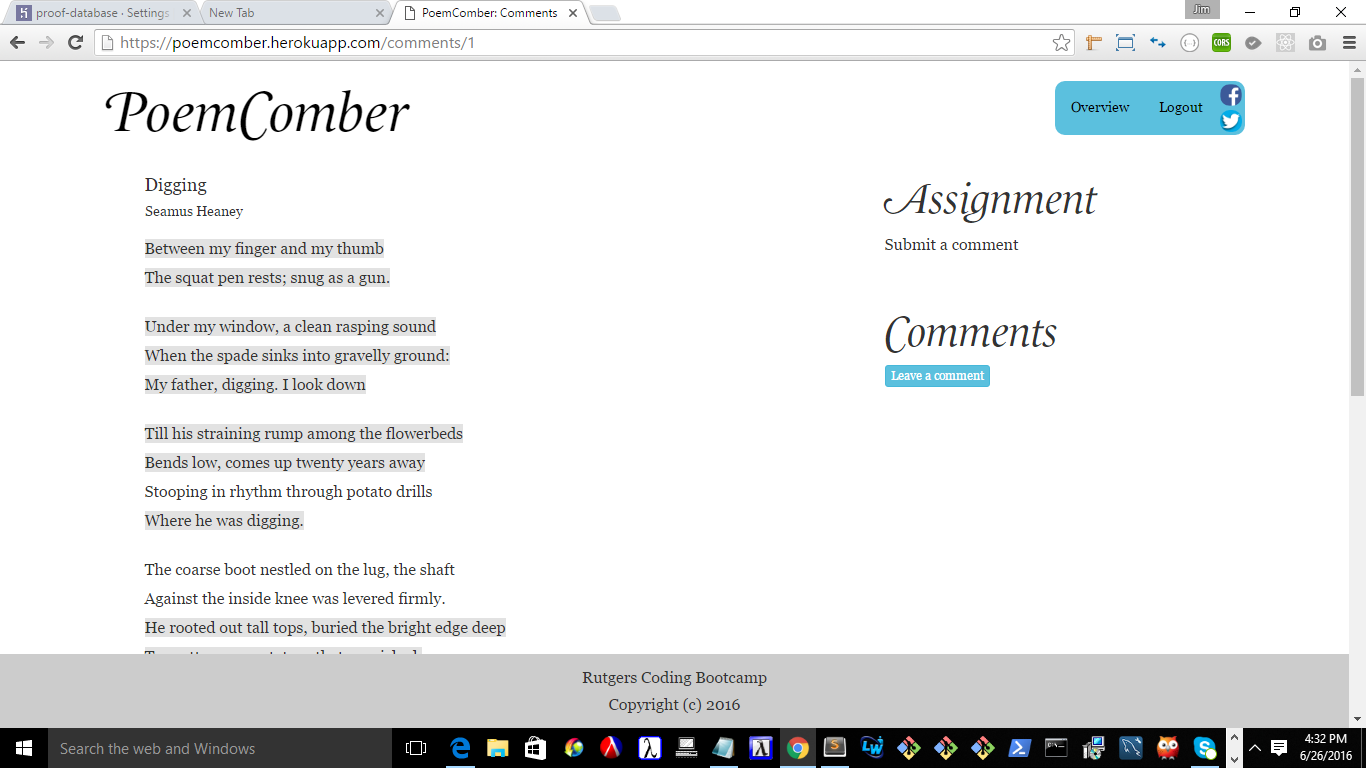 proof-database · Settings
New Tab
PoemComber: Comments
Jim
https://poemcomber.herokuapp.com/comments/1
CORS
PoemComber
Overview
Logout
Digging
Seamus Heaney
Between my finger and my thumb
The squat pen rests; snug as a gun.
Under my window, a clean rasping sound
When the spade sinks into gravelly ground:
My father, digging. I look down
Till his straining rump among the flowerbeds
Bends low, comes up twenty years away
Stooping in rhythm through potato drills
Where he was digging.
The coarse boot nestled on the lug, the shaft
Against the inside knee was levered firmly.
He rooted out tall tops, buried the bright edge deep
Assignment
Submit a comment
Comments
Leave a comment
Rutgers Coding Bootcamp
Copyright (c) 2016
Search the web and Windows
4:32 PM
6/26/2016